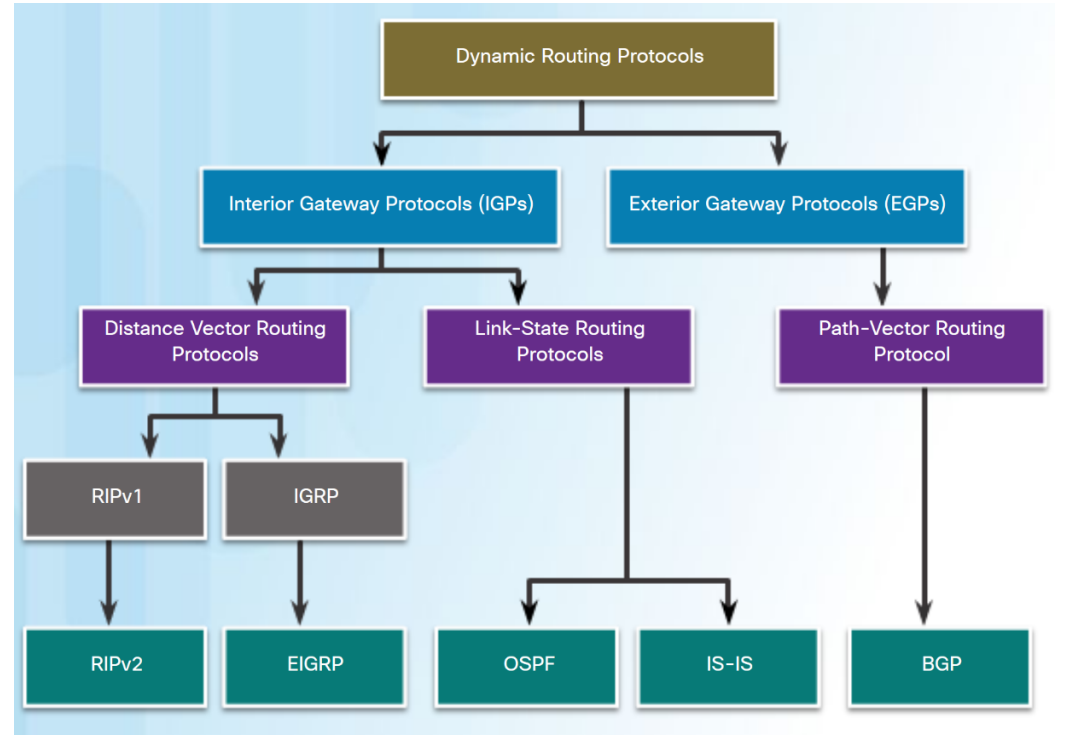 Dynamic Routing Protocols
Interior Gateway Protocols (IGPs)
Exterior Gateway Protocols (EGPs)
Distance Vector Routing
Protocols
Link-State Routing
Protocols
Path-Vector Routing
Protocol
RIPv1
IGRP
RIPv2
EIGRP
OSPF
IS-IS
BGP